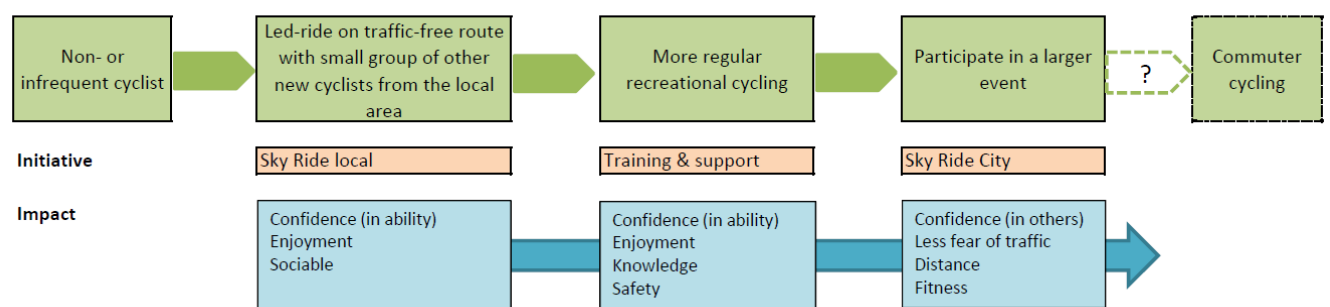 Non- or
infrequent cyclist
Led-ride on traffic-free route
with small group of other
new cyclists from the local
area
More regular
recreational cycling
Participate in a larger
event
?
Commuter
cycling
Initiative
Sky Ride local
Training & support
Sky Ride City
Impact
Confidence (in ability)
Enjoyment
Sociable
Confidence (in ability)
Enjoyment
Knowledge
Safety
Confidence (in others)
Less fear of traffic
Distance
Fitness